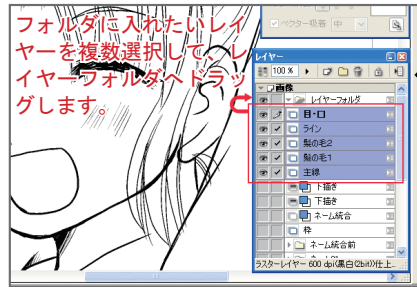 フォルダに入れたいレイ
ヤーを複数選択して、レ
イヤーフォルダへドラッ
グします。
ベクター吸着 中
レイヤー
100 %
画像
レイヤーフォルダ
目・口
ライン
髪の毛2
髪の毛1
主線
下描き
下描き
ネーム統合
枠
ネーム統合前
ラスターレイヤー 600 dpi(黒白(2bit))仕上...